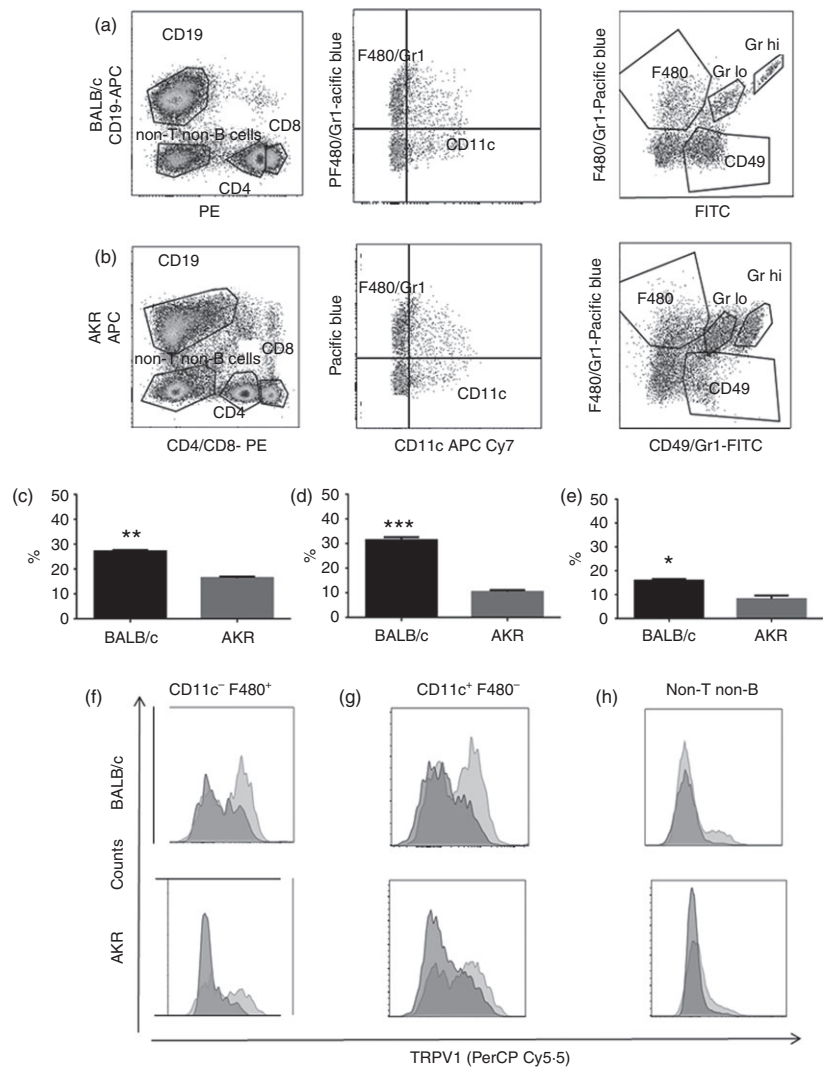 (a)
CD19
BALB/c
CD19-APC
non-T non-B cells
CD8
CD4
PE
PF480/Gr1-acific blue
F480/Gr1
CD11c
F480/Gr1-Pacific blue
F480
Gr lo
Gr hi
CD49
FITC
(b)
CD19
AKR
APC
non-T non-B cells
CD8
CD4
CD4/CD8- PE
Pacific blue
F480/Gr1
CD11c
CD11c APC Cy7
F480/Gr1-Pacific blue
F480
Gr lo
Gr hi
CD49
CD49/Gr1-FITC
(c)
%
50
40
30
20
10
0
**
BALB/c
AKR
(d)
%
50
40
30
20
10
0
***
BALB/c
AKR
(e)
%
50
40
30
20
10
0
*
BALB/c
AKR
(f)
CD11c⁻ F480⁺
(g)
CD11c⁺ F480⁻
(h)
Non-T non-B
BALB/c
Counts
AKR
TRPV1 (PerCP Cy5·5)